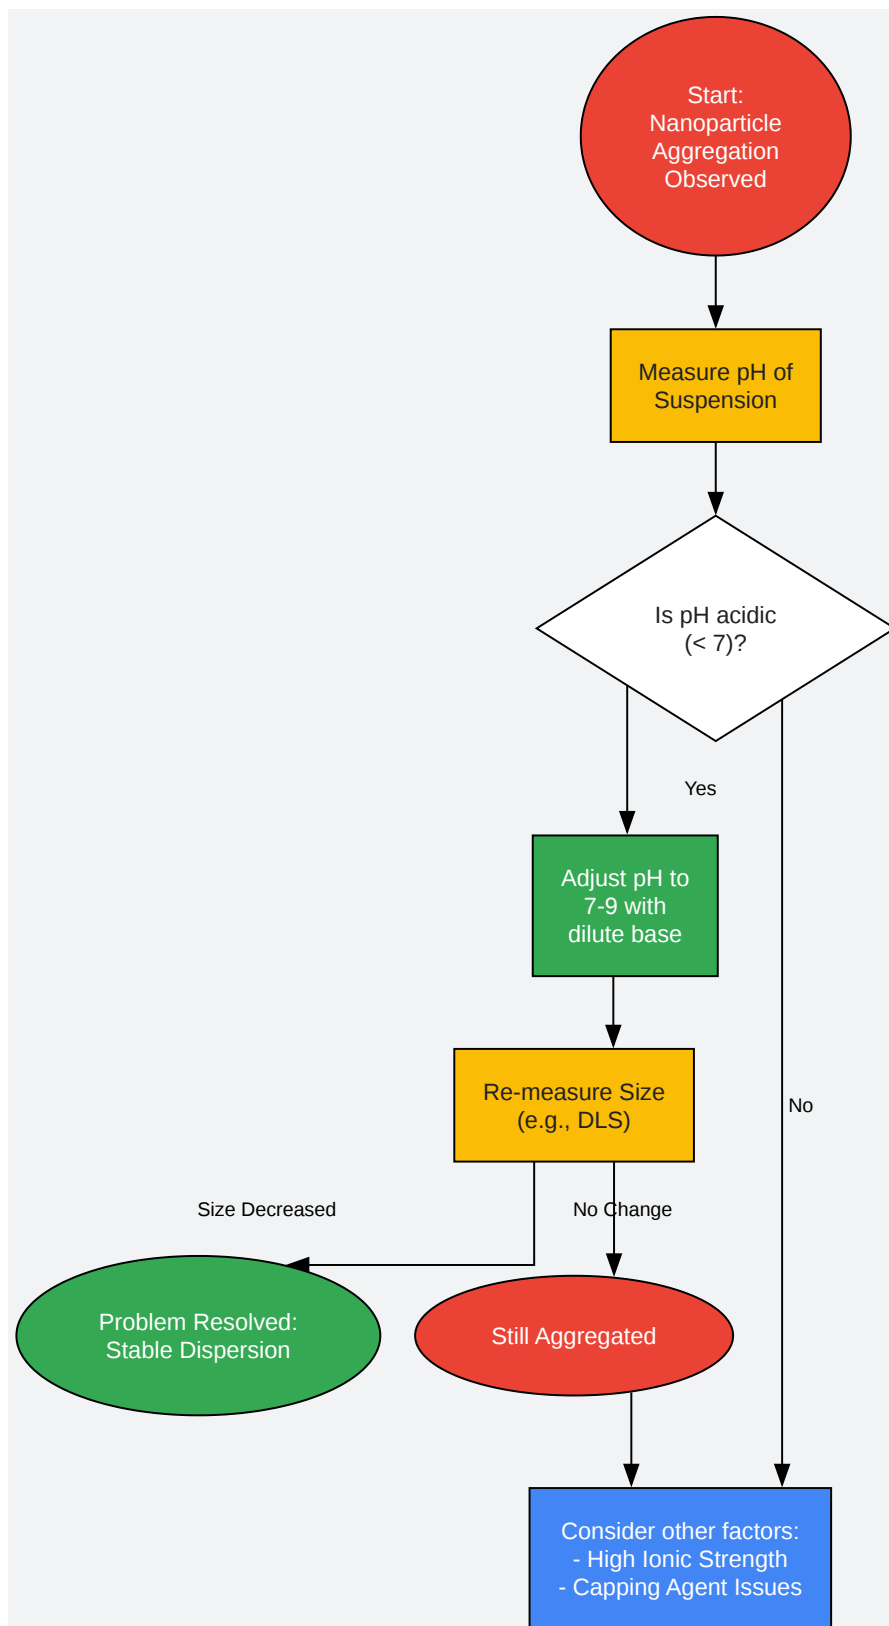 Start:
Nanoparticle
Aggregation
Observed
Measure pH of
Suspension
Is pH acidic
(< 7)?
Yes
Adjust pH to
7-9 with
dilute base
Re-measure Size
(e.g., DLS)
No
Size Decreased
No Change
Problem Resolved:
Stable Dispersion
Still Aggregated
Consider other factors:
- High Ionic Strength
- Capping Agent Issues